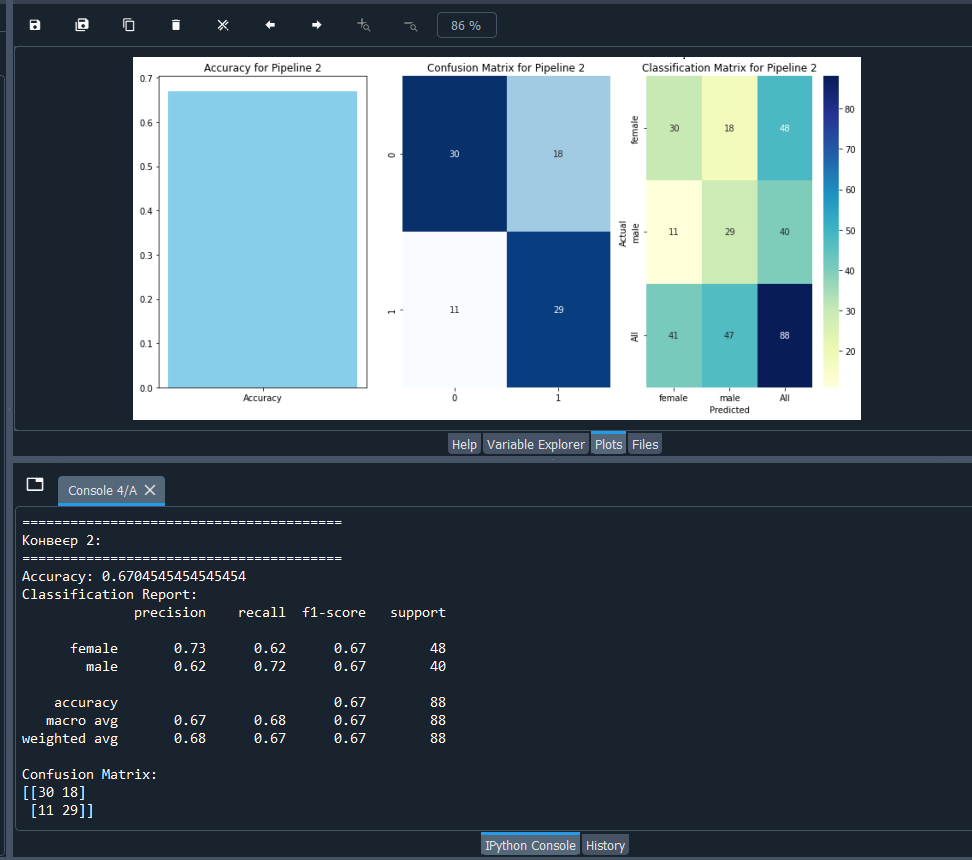 86 %
Accuracy for Pipeline 2
0.7
0.6
0.5
0.4
0.3
0.2
0.1
0.0
Accuracy
Confusion Matrix for Pipeline 2
0
30 18
1
11 29
0 1
Classification Matrix for Pipeline 2
Actual
female
30 18 48
male
11 29 40
All
41 47 88
female male All
Predicted
80
70
60
50
40
30
20
Help Variable Explorer Plots Files
Console 4/A
========================================
Конвеєр 2:
========================================
Accuracy: 0.6704545454545454
Classification Report:
precision recall f1-score support
female 0.73 0.62 0.67 48
male 0.62 0.72 0.67 40
accuracy 0.67 88
macro avg 0.67 0.68 0.67 88
weighted avg 0.68 0.67 0.67 88
Confusion Matrix:
[[30 18]
[11 29]]
IPython Console History